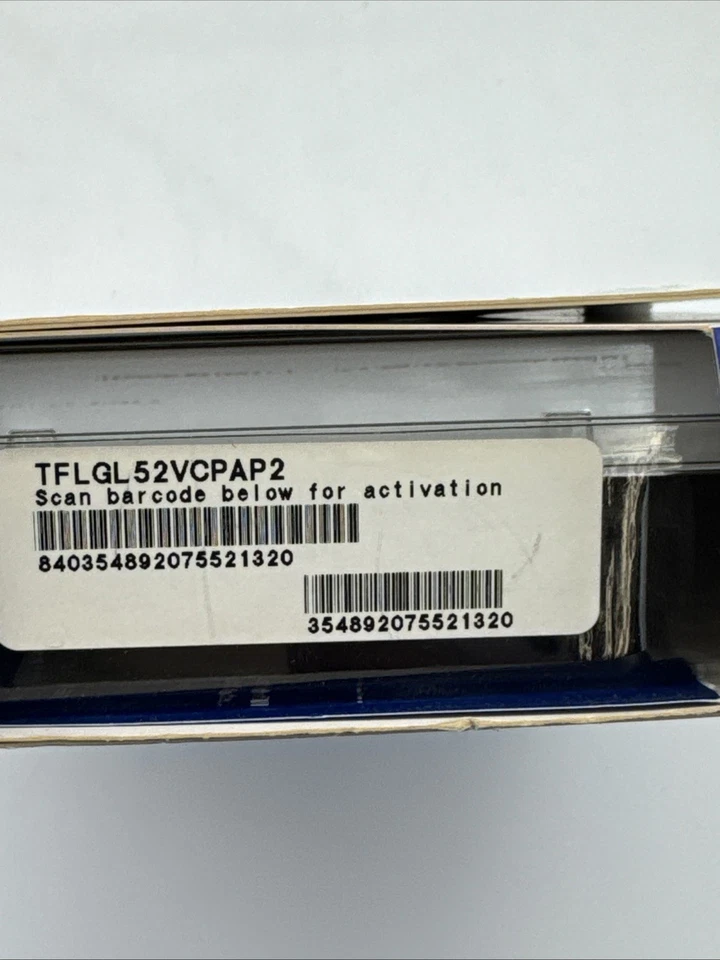 TFLGL52VCPAP2
Scan barcode below for activation
840354892075521320
354892075521320